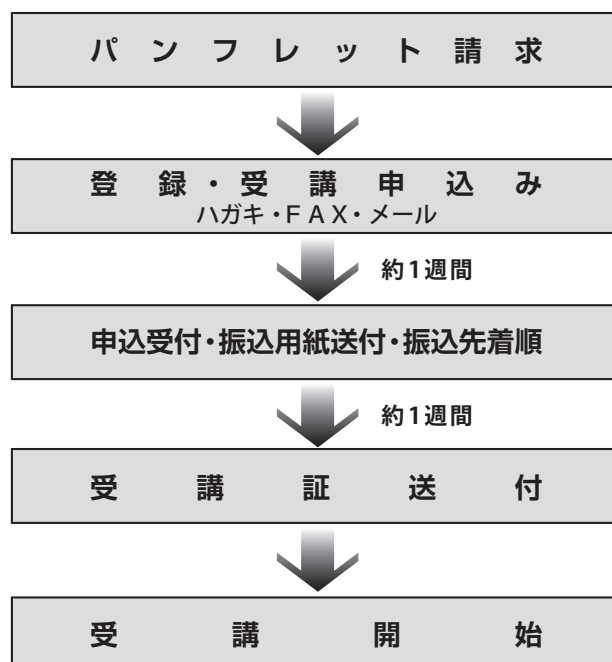 パンフレット請求
登録・受講申込み
ハガキ・FAX・メール
約1週間
申込受付・振込用紙送付・振込先着順
約1週間
受講証送付
受講開始